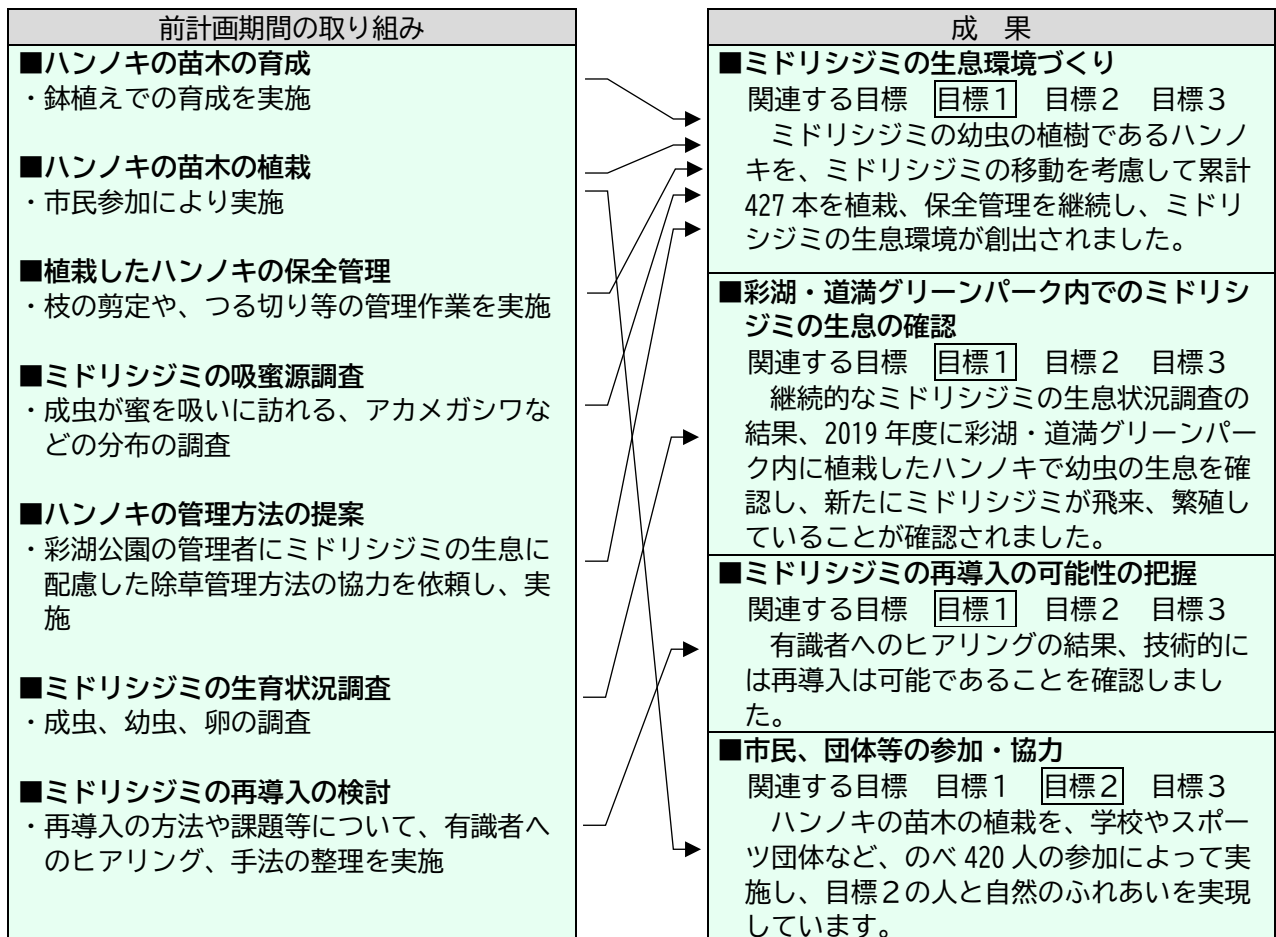 前計画期間の取り組み
■ハンノキの苗木の育成
・鉢植えでの育成を実施
■ハンノキの苗木の植栽
・市民参加により実施
■植栽したハンノキの保全管理
・枝の剪定や、つる切り等の管理作業を実施
■ミドリシジミの吸蜜源調査
・成虫が蜜を吸いに訪れる、アカメガシワな
どの分布の調査
■ハンノキの管理方法の提案
・彩湖公園の管理者にミドリシジミの生息に
配慮した除草管理方法の協力を依頼し、実
施
■ミドリシジミの生育状況調査
・成虫、幼虫、卵の調査
■ミドリシジミの再導入の検討
・再導入の方法や課題等について、有識者へ
のヒアリング、手法の整理を実施
成　果
■ミドリシジミの生息環境づくり
関連する目標　目標１　目標２　目標３
ミドリシジミの幼虫の植樹であるハンノ
キを、ミドリシジミの移動を考慮して累計
427 本を植栽、保全管理を継続し、ミドリ
シジミの生息環境が創出されました。
■彩湖・道満グリーンパーク内でのミドリシ
ジミの生息の確認
関連する目標　目標１　目標２　目標３
継続的なミドリシジミの生息状況調査の
結果、2019 年度に彩湖・道満グリーンパー
ク内に植栽したハンノキで幼虫の生息を確
認し、新たにミドリシジミが飛来、繁殖し
ていることが確認されました。
■ミドリシジミの再導入の可能性の把握
関連する目標　目標１　目標２　目標３
有識者へのヒアリングの結果、技術的に
は再導入は可能であることを確認しまし
た。
■市民、団体等の参加・協力
関連する目標　目標１　目標２　目標３
ハンノキの苗木の植栽を、学校やスポー
ツ団体など、のべ 420 人の参加によって実
施し、目標２の人と自然のふれあいを実現
しています。